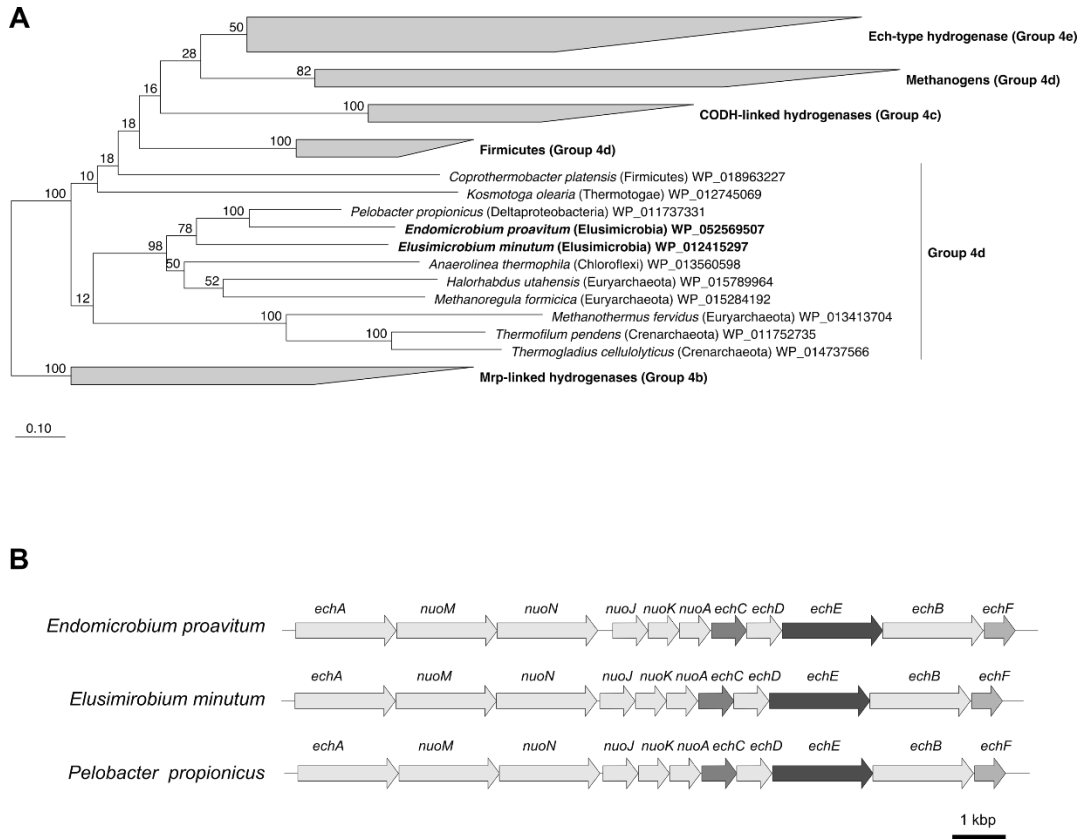 A
50
Ech-type hydrogenase (Group 4e)
28
82
Methanogens (Group 4d)
16
100
CODH-linked hydrogenases (Group 4c)
18
100
Firmicutes (Group 4d)
18
Coprothermobacter platensis (Firmicutes) WP_018963227
10
Kosmotoga olearia (Thermotogae) WP_012745069
100
100
Pelobacter propionicus (Deltaproteobacteria) WP_011737331
78
Endomicrobium proavitum (Elusimicrobia) WP_052569507
98
Elusimicrobium minutum (Elusimicrobia) WP_012415297
Group 4d
50
Anaerolinea thermophila (Chloroflexi) WP_013560598
52
Halorhabdus utahensis (Euryarchaeota) WP_015789964
Methanoregula formicica (Euryarchaeota) WP_015284192
12
100
Methanothermus fervidus (Euryarchaeota) WP_013413704
100
Thermofilum pendens (Crenarchaeota) WP_011752735
Thermogladius cellulolyticus (Crenarchaeota) WP_014737566
100
Mrp-linked hydrogenases (Group 4b)
0.10
B
echA nuoM nuoN nuoJ nuoK nuoA echC echD echE echB echF
Endomicrobium proavitum
echA nuoM nuoN nuoJ nuoK nuoA echC echD echE echB echF
Elusimirobium minutum
echA nuoM nuoN nuoJ nuoK nuoA echC echD echE echB echF
Pelobacter propionicus
1 kbp